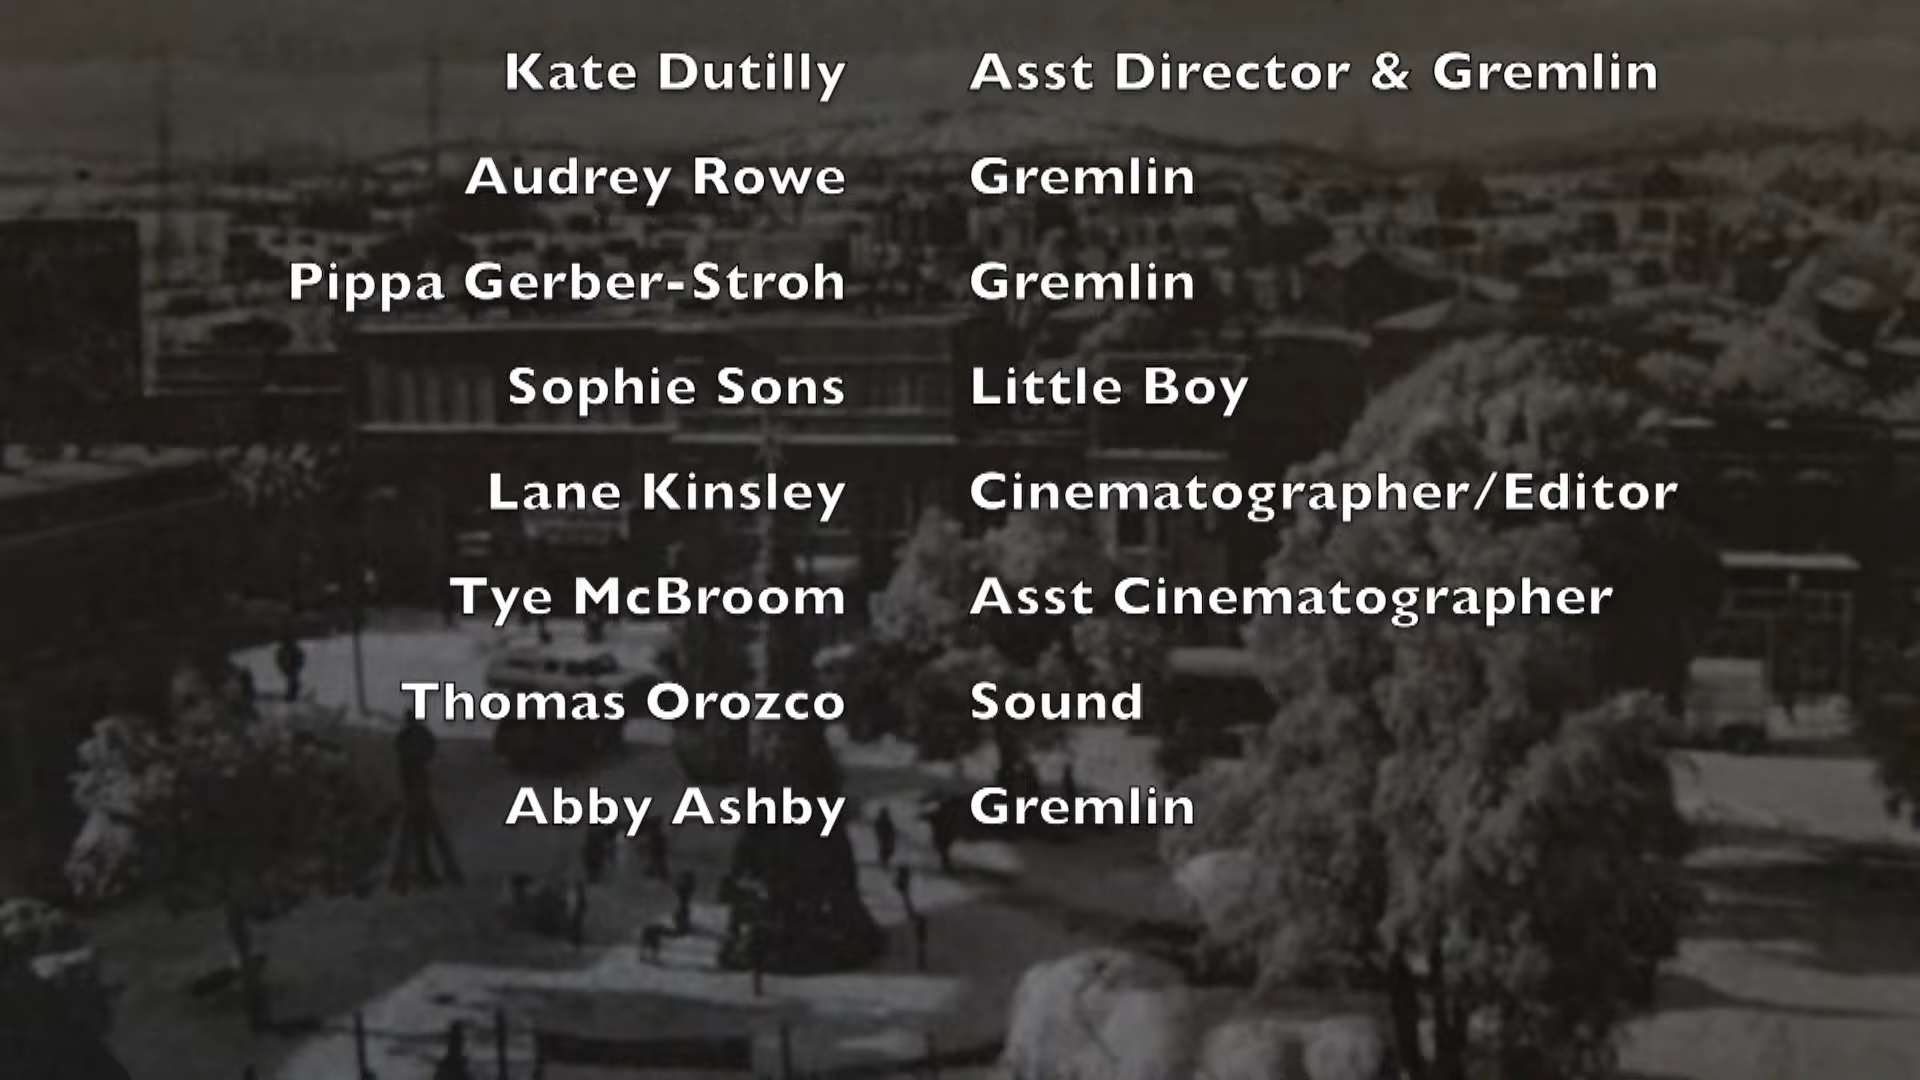 Kate Dutilly Asst Director & Gremlin
Audrey Rowe Gremlin
Pippa Gerber-Stroh Gremlin
Sophie Sons Little Boy
Lane Kinsley Cinematographer/Editor
Tye McBroom Asst Cinematographer
Thomas Orozco Sound
Abby Ashby Gremlin